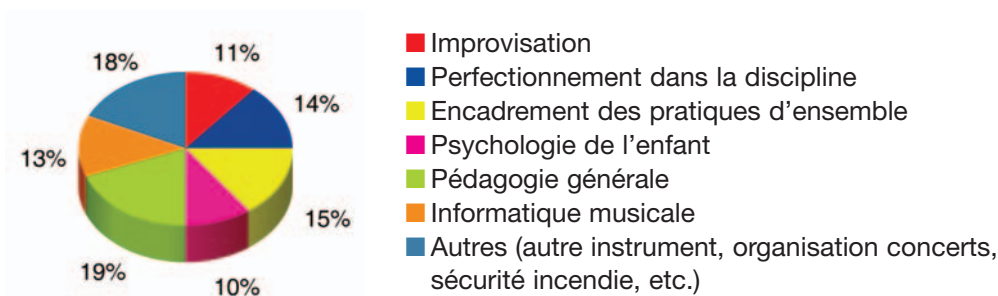 18%
11%
14%
13%
15%
19%
10%
Improvisation
Perfectionnement dans la discipline
Encadrement des pratiques d'ensemble
Psychologie de l'enfant
Pédagogie générale
Informatique musicale
Autres (autre instrument, organisation concerts,
sécurité incendie, etc.)